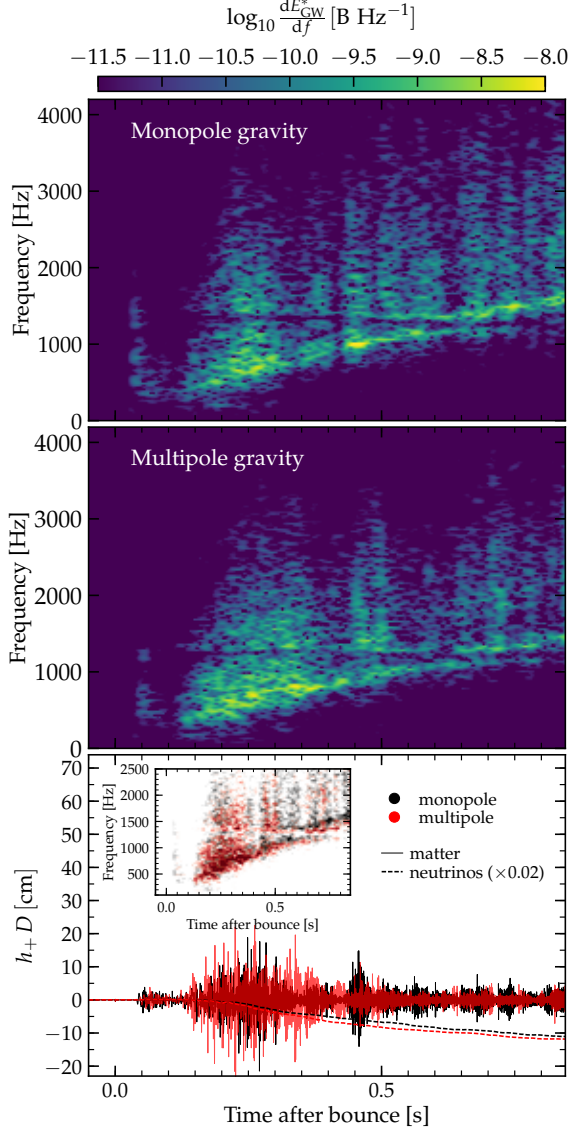 log₁₀ dE*_GW/df [B Hz⁻¹]
−11.5 −11.0 −10.5 −10.0 −9.5 −9.0 −8.5 −8.0
Monopole gravity
Frequency [Hz]
4000
3000
2000
1000
0
Multipole gravity
Frequency [Hz]
4000
3000
2000
1000
0
h₊ D [cm]
70
60
50
40
30
20
10
0
−10
−20
Frequency [Hz]
2500
2000
1500
1000
500
0.0 0.5
Time after bounce [s]
monopole
multipole
matter
neutrinos (×0.02)
0.0 0.5
Time after bounce [s]